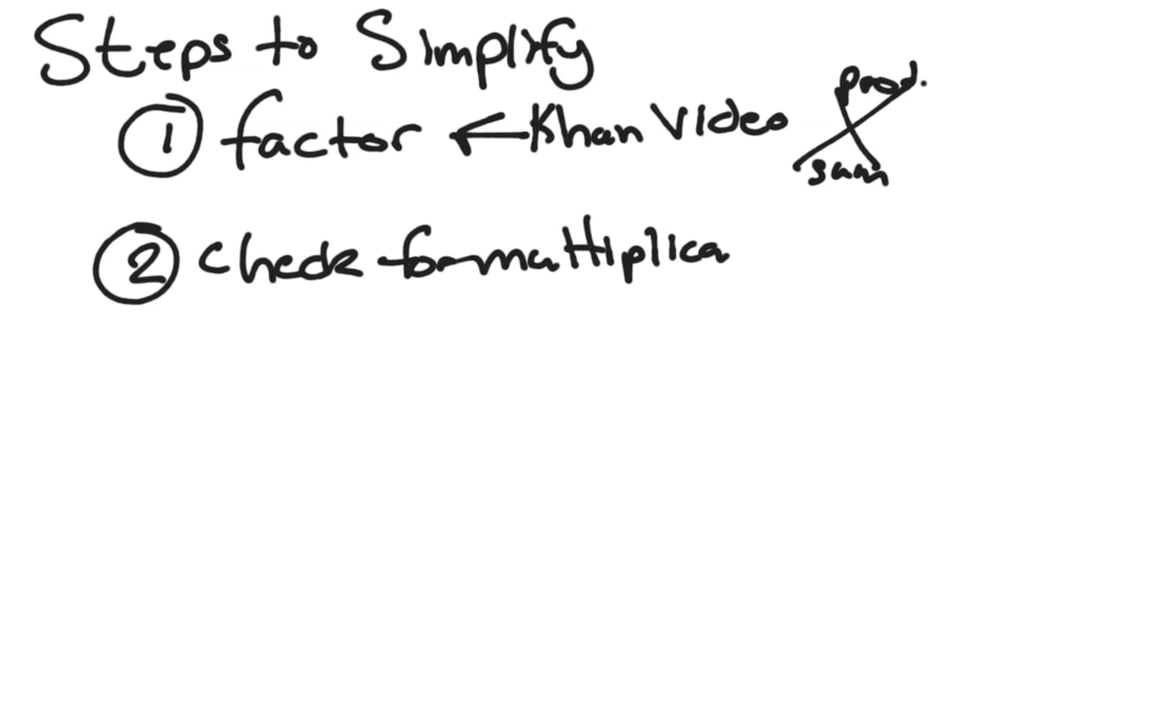 Steps to Simplify
① factor ← Khan Video prod. sum
② check for multiplica